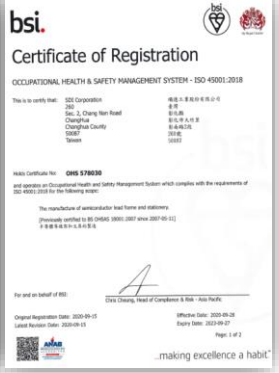 bsi.
bsi
Certificate of Registration
OCCUPATIONAL HEALTH & SAFETY MANAGEMENT SYSTEM - ISO 45001:2018
This is to certify that:
SDI Corporation
260
Sec. 2, Chang Nan Road
Changhua
Changhua County
50087
Taiwan
Holds Certificate No:
OHS 578030
and operates an Occupational Health and Safety Management System which complies with the requirements of
ISO 45001:2018 for the following scope:
The manufacture of semiconductor lead frame and stationery.
For and on behalf of BSI:
Chris Cheung, Head of Compliance & Risk - Asia Pacific
Original Registration Date: 2020-09-15
Effective Date: 2020-09-28
Latest Revision Date: 2020-09-15
Expiry Date: 2023-09-27
Page: 1 of 2
ANAB
...making excellence a habit™